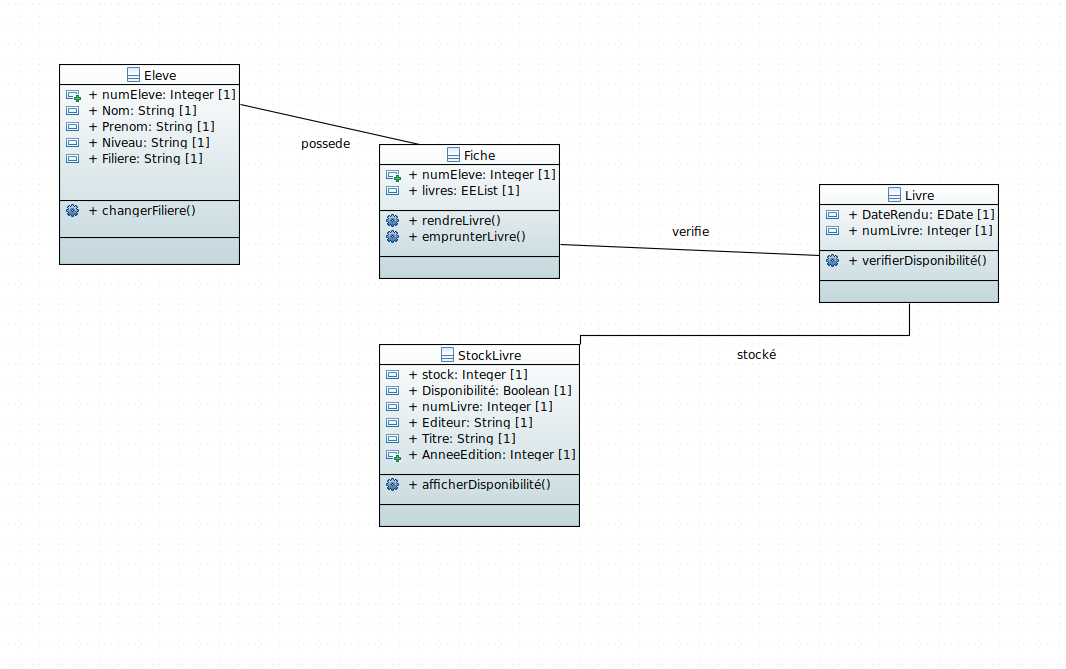 Eleve
+ numEleve: Integer [1]
+ Nom: String [1]
+ Prenom: String [1]
+ Niveau: String [1]
+ Filiere: String [1]
+ changerFiliere()
possede
Fiche
+ numEleve: Integer [1]
+ livres: EEList [1]
+ rendreLivre()
+ emprunterLivre()
verifie
Livre
+ DateRendu: EDate [1]
+ numLivre: Integer [1]
+ verifierDisponibilité()
stocké
StockLivre
+ stock: Integer [1]
+ Disponibilité: Boolean [1]
+ numLivre: Integer [1]
+ Editeur: String [1]
+ Titre: String [1]
+ AnneeEdition: Integer [1]
+ afficherDisponibilité()